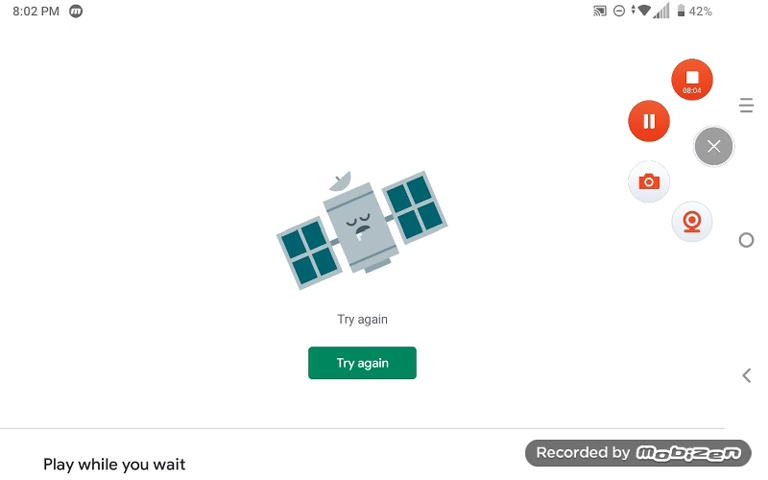 8:02 PM
42%
08:04
Try again
Try again
Play while you wait
Recorded by mobizen